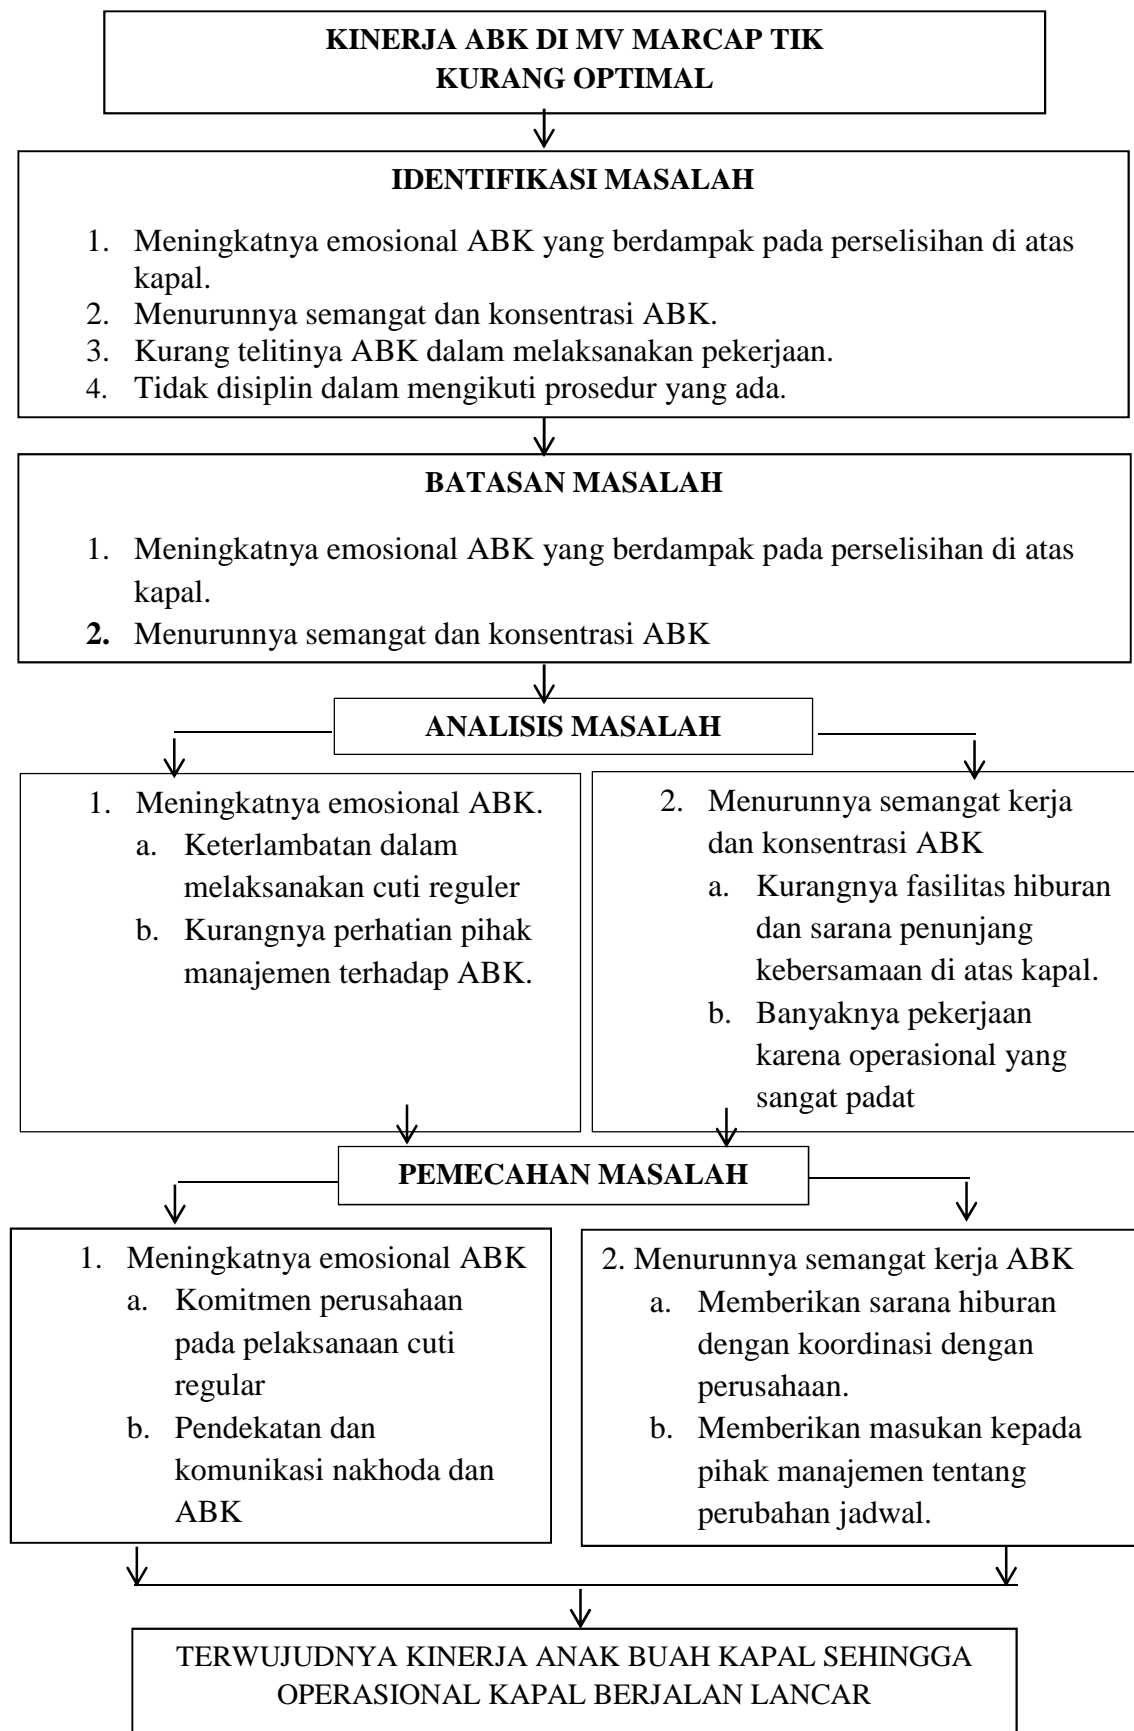 KINERJA ABK DI MV MARCAP TIK
KURANG OPTIMAL
IDENTIFIKASI MASALAH
1. Meningkatnya emosional ABK yang berdampak pada perselisihan di atas
kapal.
2. Menurunnya semangat dan konsentrasi ABK.
3. Kurang telitinya ABK dalam melaksanakan pekerjaan.
4. Tidak disiplin dalam mengikuti prosedur yang ada.
BATASAN MASALAH
1. Meningkatnya emosional ABK yang berdampak pada perselisihan di atas
kapal.
2. Menurunnya semangat dan konsentrasi ABK
ANALISIS MASALAH
1. Meningkatnya emosional ABK.
a. Keterlambatan dalam
melaksanakan cuti reguler
b. Kurangnya perhatian pihak
manajemen terhadap ABK.
2. Menurunnya semangat kerja
dan konsentrasi ABK
a. Kurangnya fasilitas hiburan
dan sarana penunjang
kebersamaan di atas kapal.
b. Banyaknya pekerjaan
karena operasional yang
sangat padat
PEMECAHAN MASALAH
1. Meningkatnya emosional ABK
a. Komitmen perusahaan
pada pelaksanaan cuti
regular
b. Pendekatan dan
komunikasi nakhoda dan
ABK
2. Menurunnya semangat kerja ABK
a. Memberikan sarana hiburan
dengan koordinasi dengan
perusahaan.
b. Memberikan masukan kepada
pihak manajemen tentang
perubahan jadwal.
TERWUJUDNYA KINERJA ANAK BUAH KAPAL SEHINGGA
OPERASIONAL KAPAL BERJALAN LANCAR